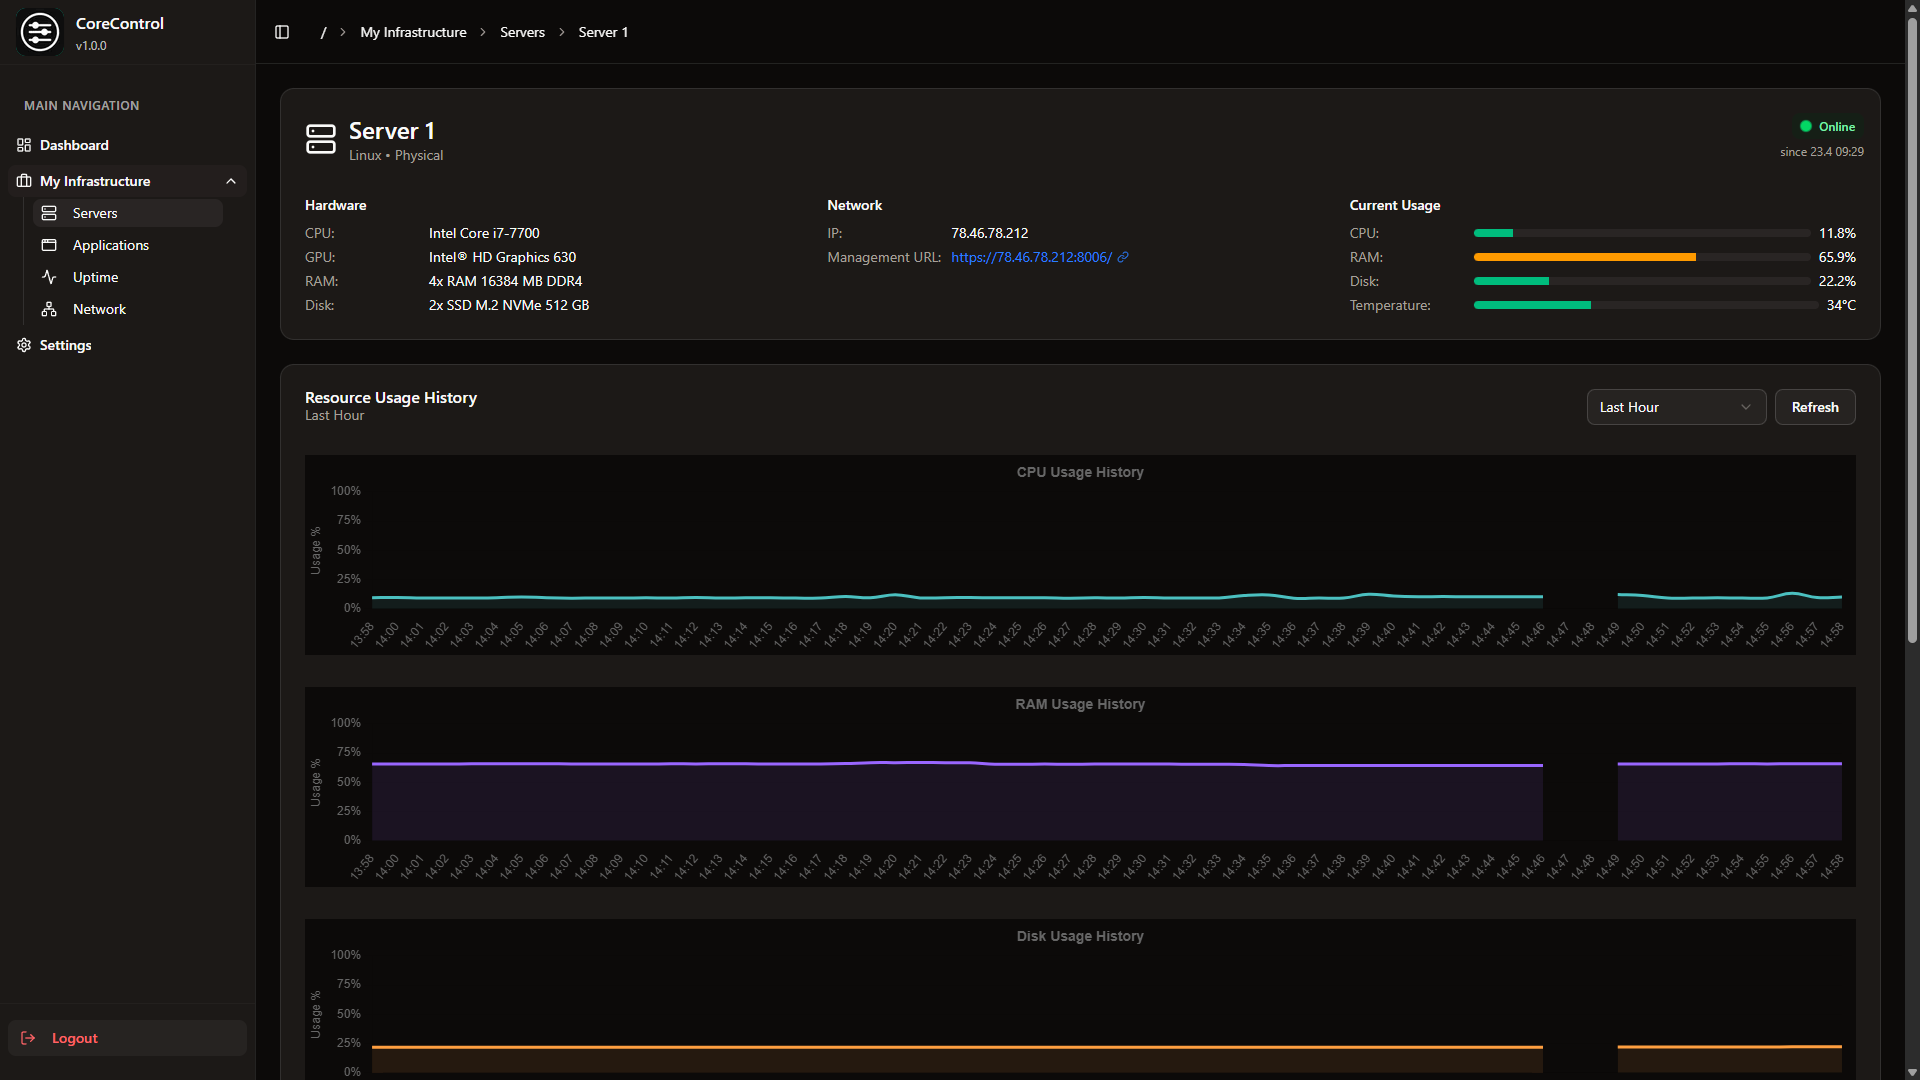 CoreControl
v1.0.0
MAIN NAVIGATION
Dashboard
My Infrastructure
Servers
Applications
Uptime
Network
Settings
Logout
/ > My Infrastructure > Servers > Server 1
Server 1
Linux • Physical
Online
since 23.4 09:29
Hardware
CPU: Intel Core i7-7700
GPU: Intel® HD Graphics 630
RAM: 4x RAM 16384 MB DDR4
Disk: 2x SSD M.2 NVMe 512 GB
Network
IP: 78.46.78.212
Management URL: https://78.46.78.212:8006/
Current Usage
CPU: 11.8%
RAM: 65.9%
Disk: 22.2%
Temperature: 34°C
Resource Usage History
Last Hour
Last Hour
Refresh
CPU Usage History
Usage %
100%
75%
50%
25%
0%
13:58 14:00 14:01 14:02 14:03 14:04 14:05 14:06 14:07 14:08 14:09 14:10 14:11 14:12 14:13 14:14 14:15 14:16 14:17 14:18 14:19 14:20 14:21 14:22 14:23 14:24 14:25 14:26 14:27 14:28 14:29 14:30 14:31 14:32 14:33 14:34 14:35 14:36 14:37 14:38 14:39 14:40 14:41 14:42 14:43 14:44 14:45 14:46 14:47 14:48 14:49 14:50 14:51 14:52 14:53 14:54 14:55 14:56 14:57 14:58
RAM Usage History
Usage %
100%
75%
50%
25%
0%
13:58 14:00 14:01 14:02 14:03 14:04 14:05 14:06 14:07 14:08 14:09 14:10 14:11 14:12 14:13 14:14 14:15 14:16 14:17 14:18 14:19 14:20 14:21 14:22 14:23 14:24 14:25 14:26 14:27 14:28 14:29 14:30 14:31 14:32 14:33 14:34 14:35 14:36 14:37 14:38 14:39 14:40 14:41 14:42 14:43 14:44 14:45 14:46 14:47 14:48 14:49 14:50 14:51 14:52 14:53 14:54 14:55 14:56 14:57 14:58
Disk Usage History
Usage %
100%
75%
50%
25%
0%